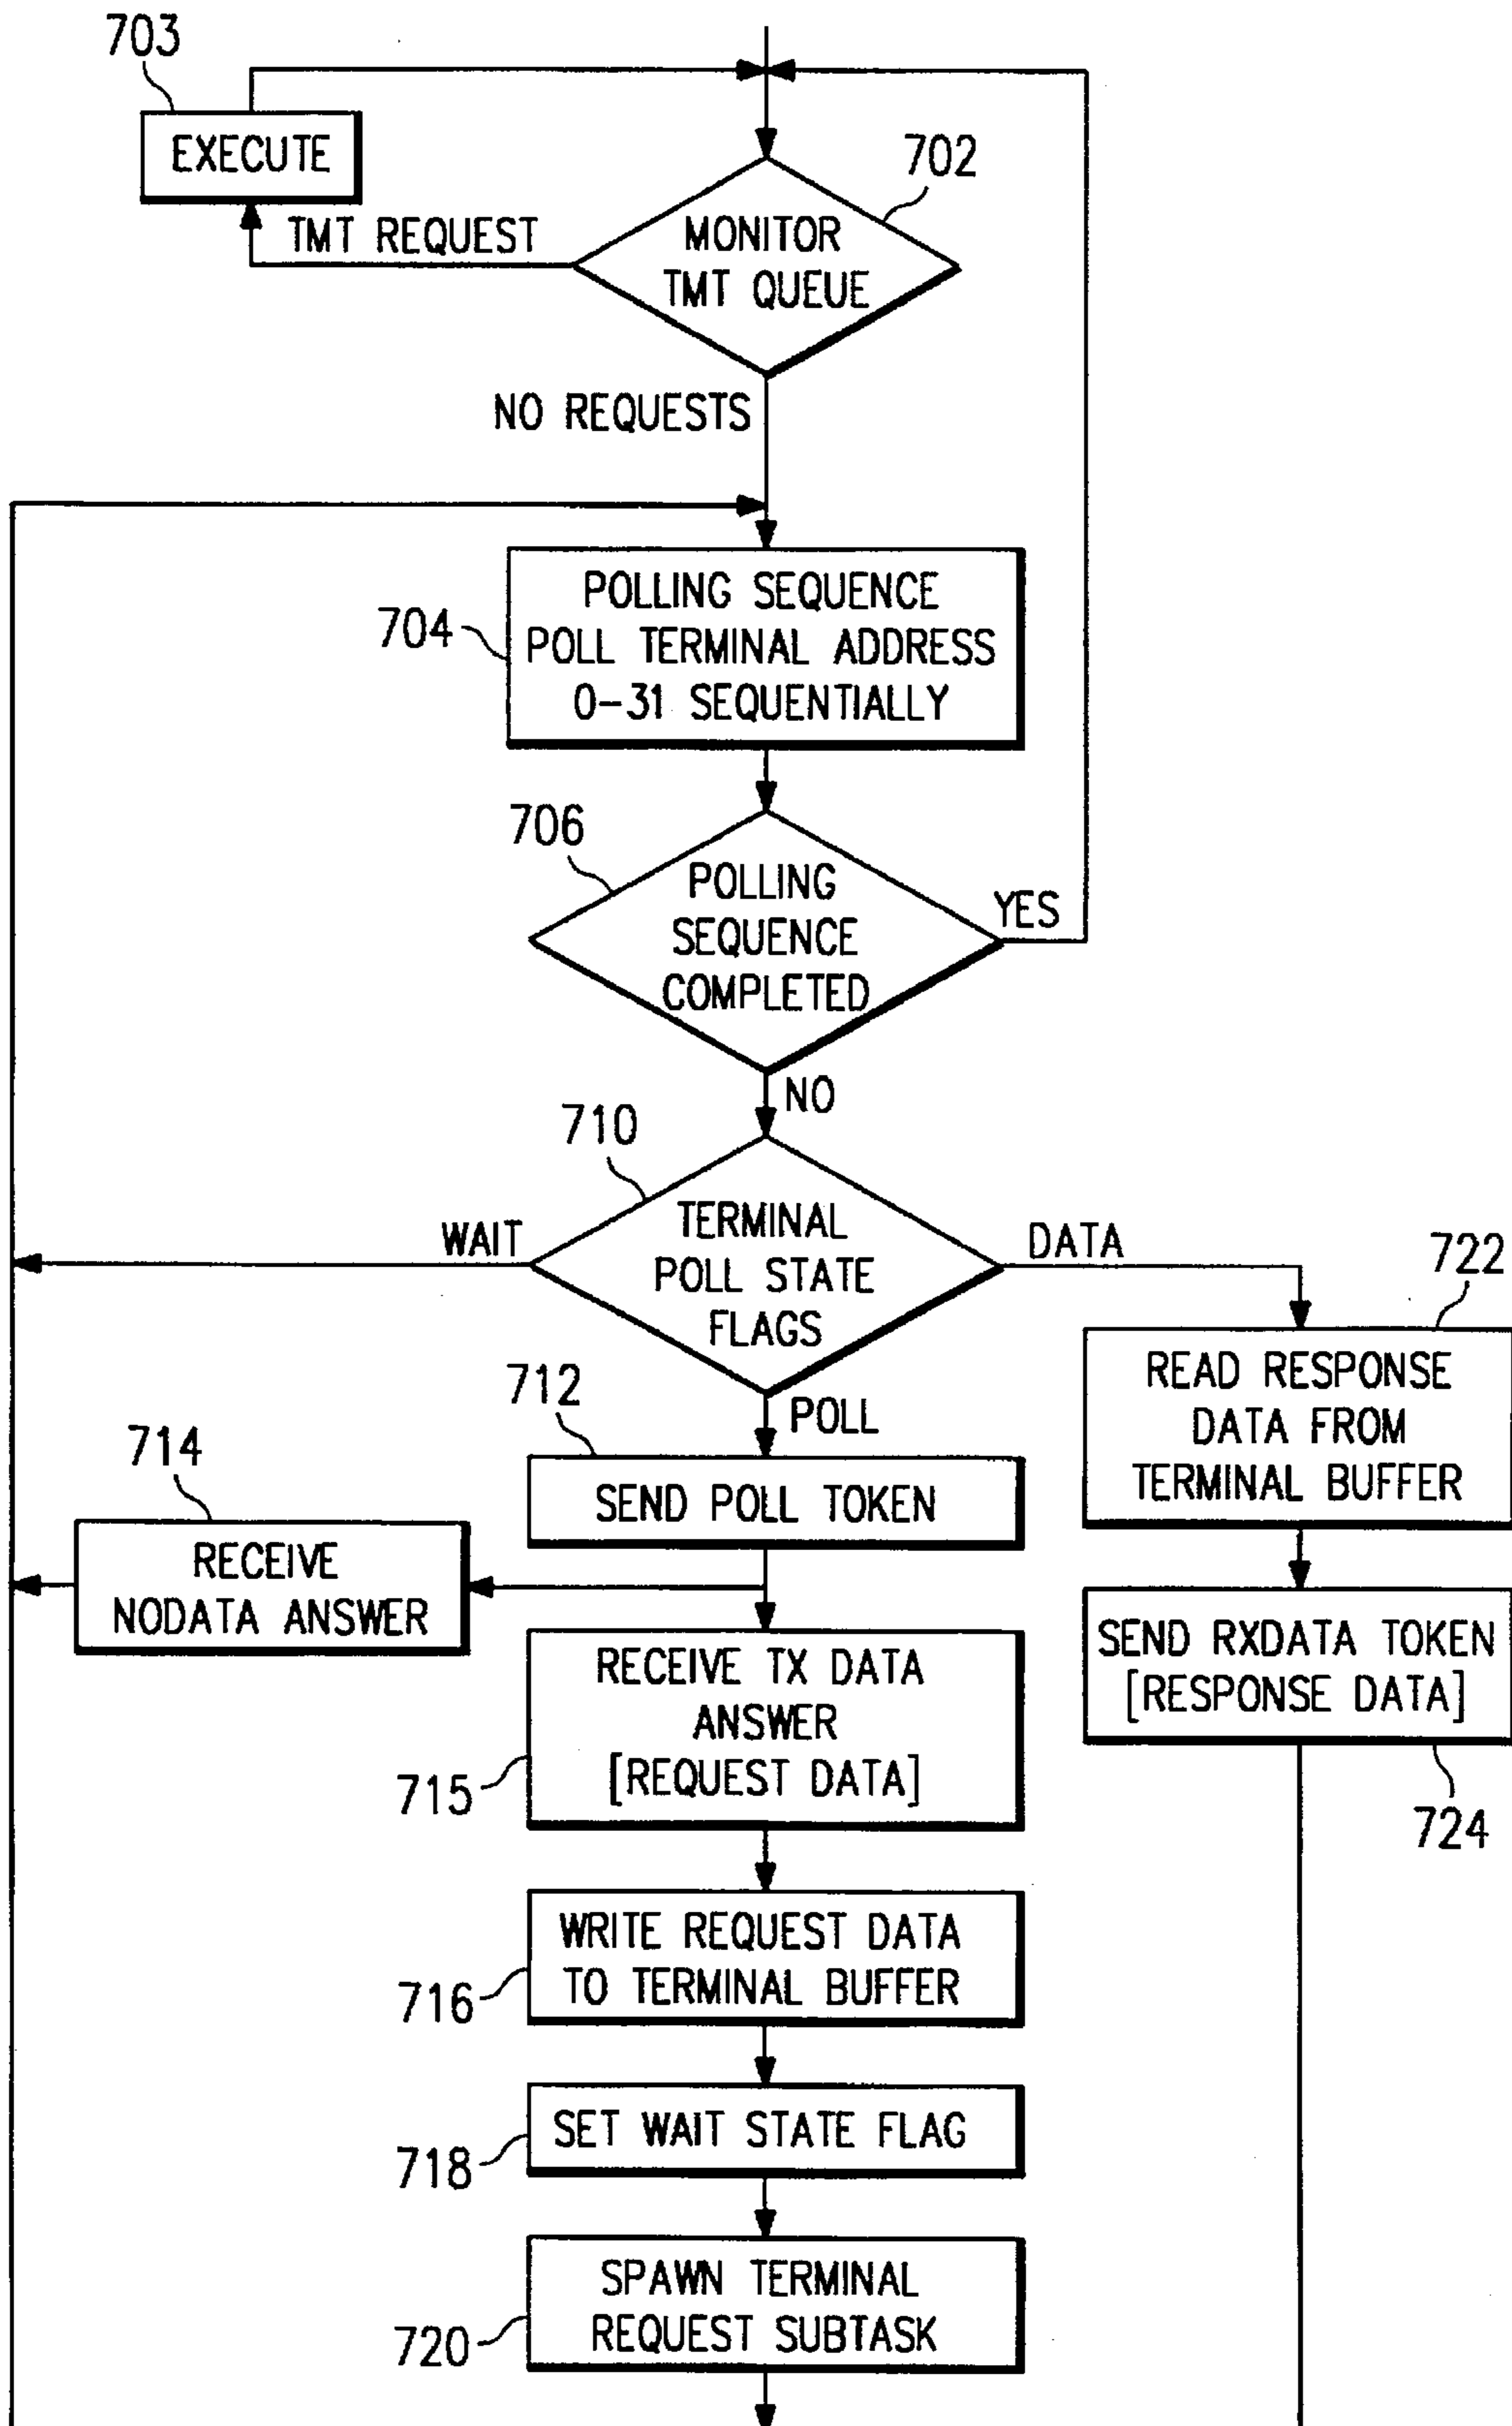 703
EXECUTE
702
TMT REQUEST
MONITOR
TMT QUEUE
NO REQUESTS
704
POLLING SEQUENCE
POLL TERMINAL ADDRESS
0-31 SEQUENTIALLY
706
POLLING
SEQUENCE
COMPLETED
YES
NO
710
TERMINAL
POLL STATE
FLAGS
WAIT
DATA
722
READ RESPONSE
DATA FROM
TERMINAL BUFFER
712
POLL
SEND POLL TOKEN
714
RECEIVE
NODATA ANSWER
RECEIVE TX DATA
ANSWER
[REQUEST DATA]
715
SEND RXDATA TOKEN
[RESPONSE DATA]
724
WRITE REQUEST DATA
TO TERMINAL BUFFER
716
SET WAIT STATE FLAG
718
SPAWN TERMINAL
REQUEST SUBTASK
720